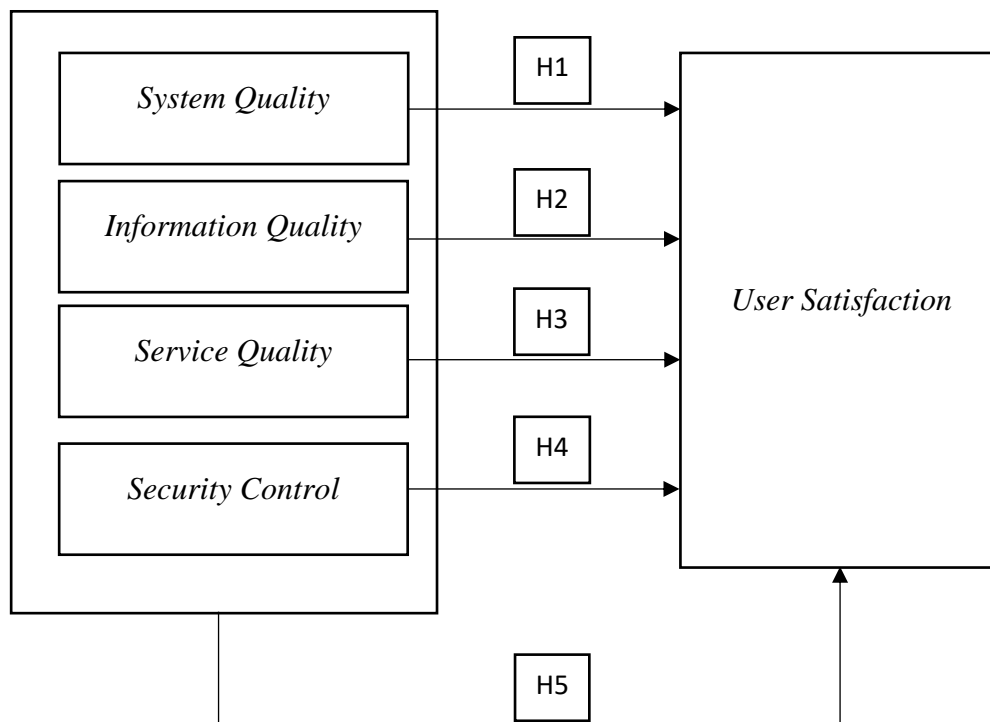 H1
System Quality
H2
Information Quality
User Satisfaction
H3
Service Quality
H4
Security Control
H5